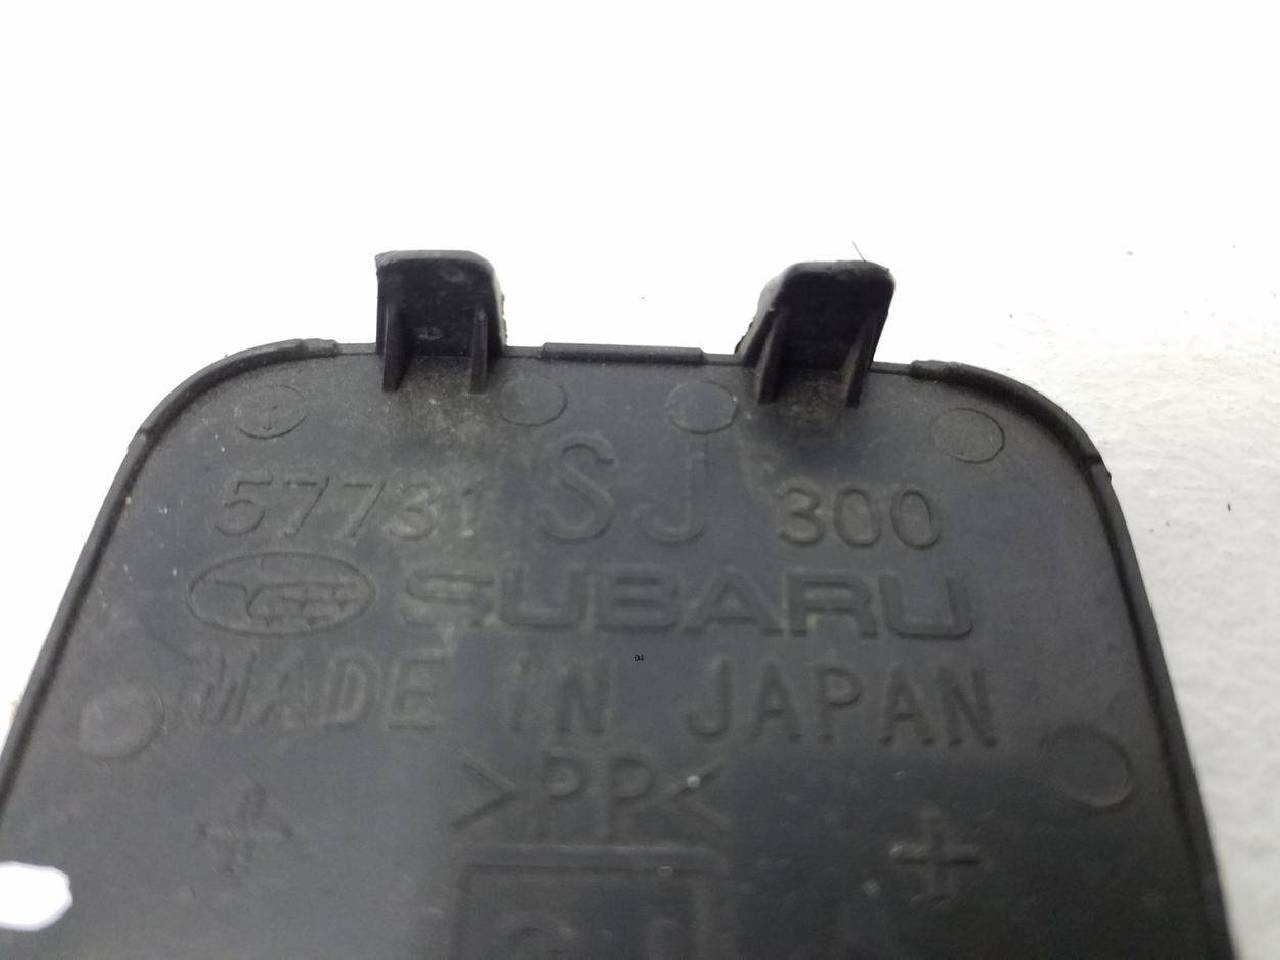 57731 SJ 300
SUBARU
MADE IN JAPAN
>PP<